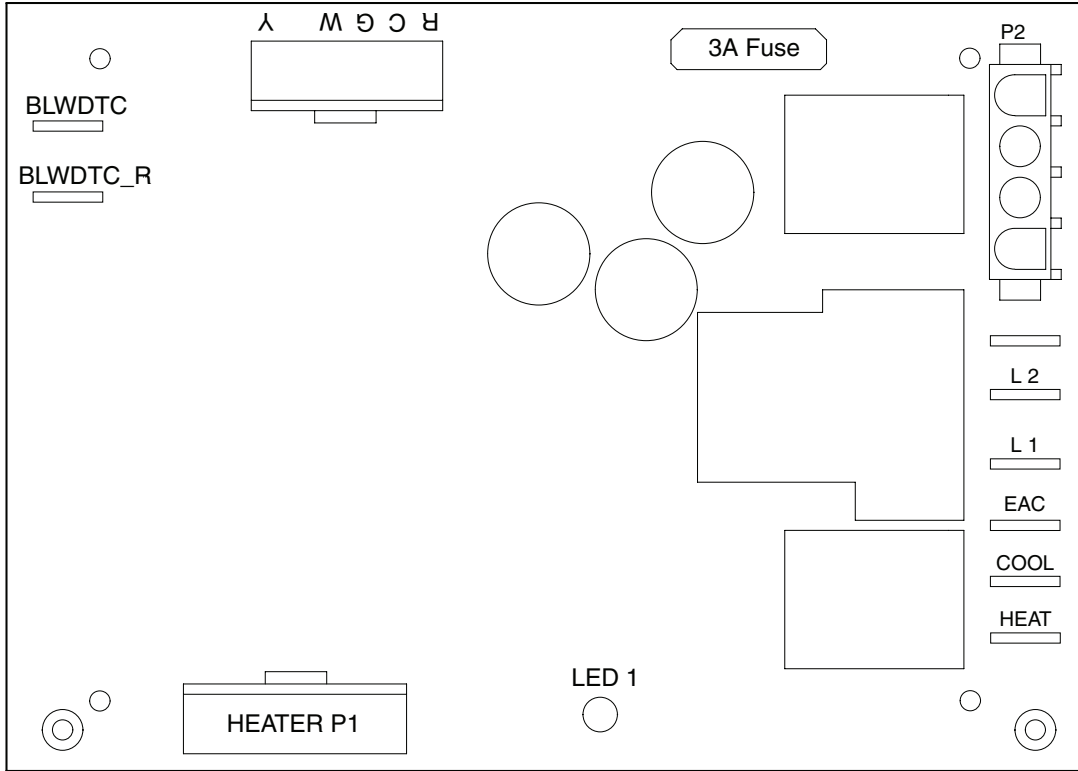 Y W G C R
3A Fuse
P2
BLWDTC
BLWDTC_R
L 2
L 1
EAC
COOL
HEAT
LED 1
HEATER P1